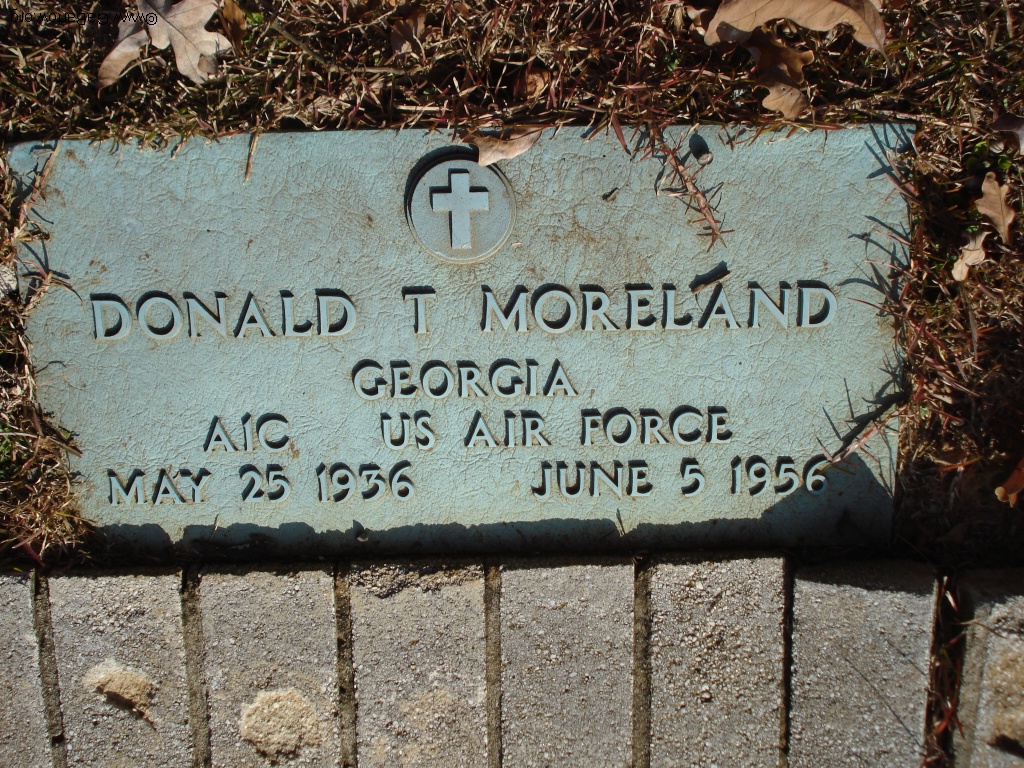 DONALD T MORELAND
GEORGIA
A1C US AIR FORCE
MAY 25 1936 JUNE 5 1956